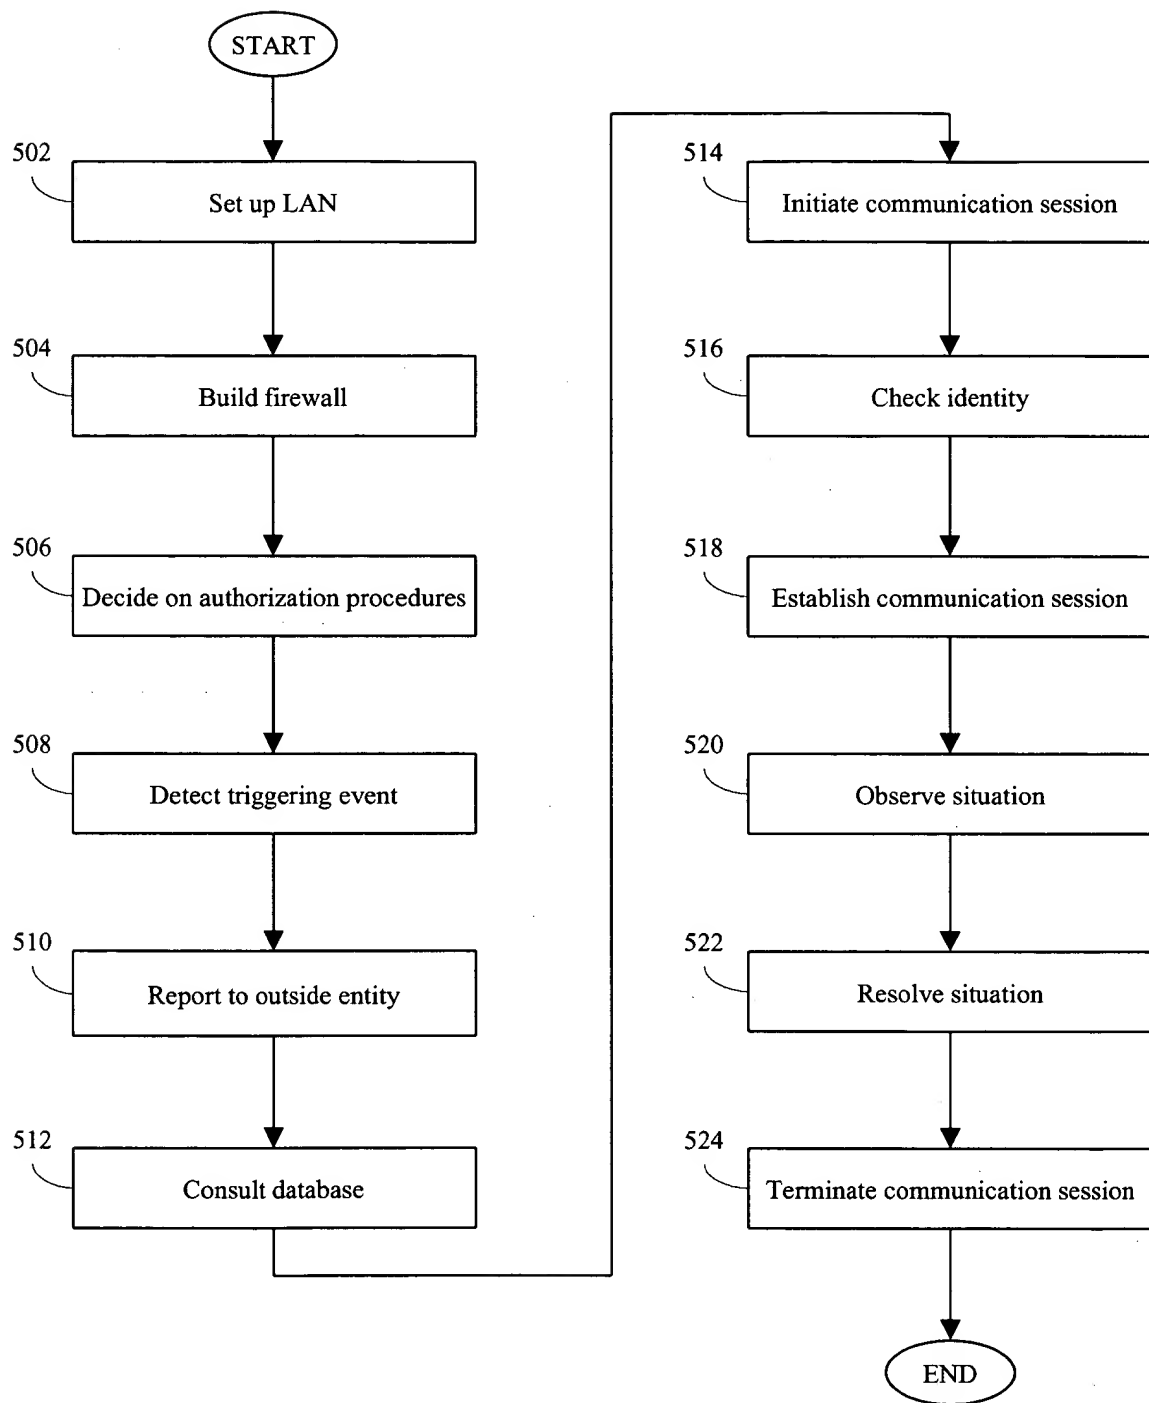 START
502
Set up LAN
504
Build firewall
506
Decide on authorization procedures
508
Detect triggering event
510
Report to outside entity
512
Consult database
514
Initiate communication session
516
Check identity
518
Establish communication session
520
Observe situation
522
Resolve situation
524
Terminate communication session
END